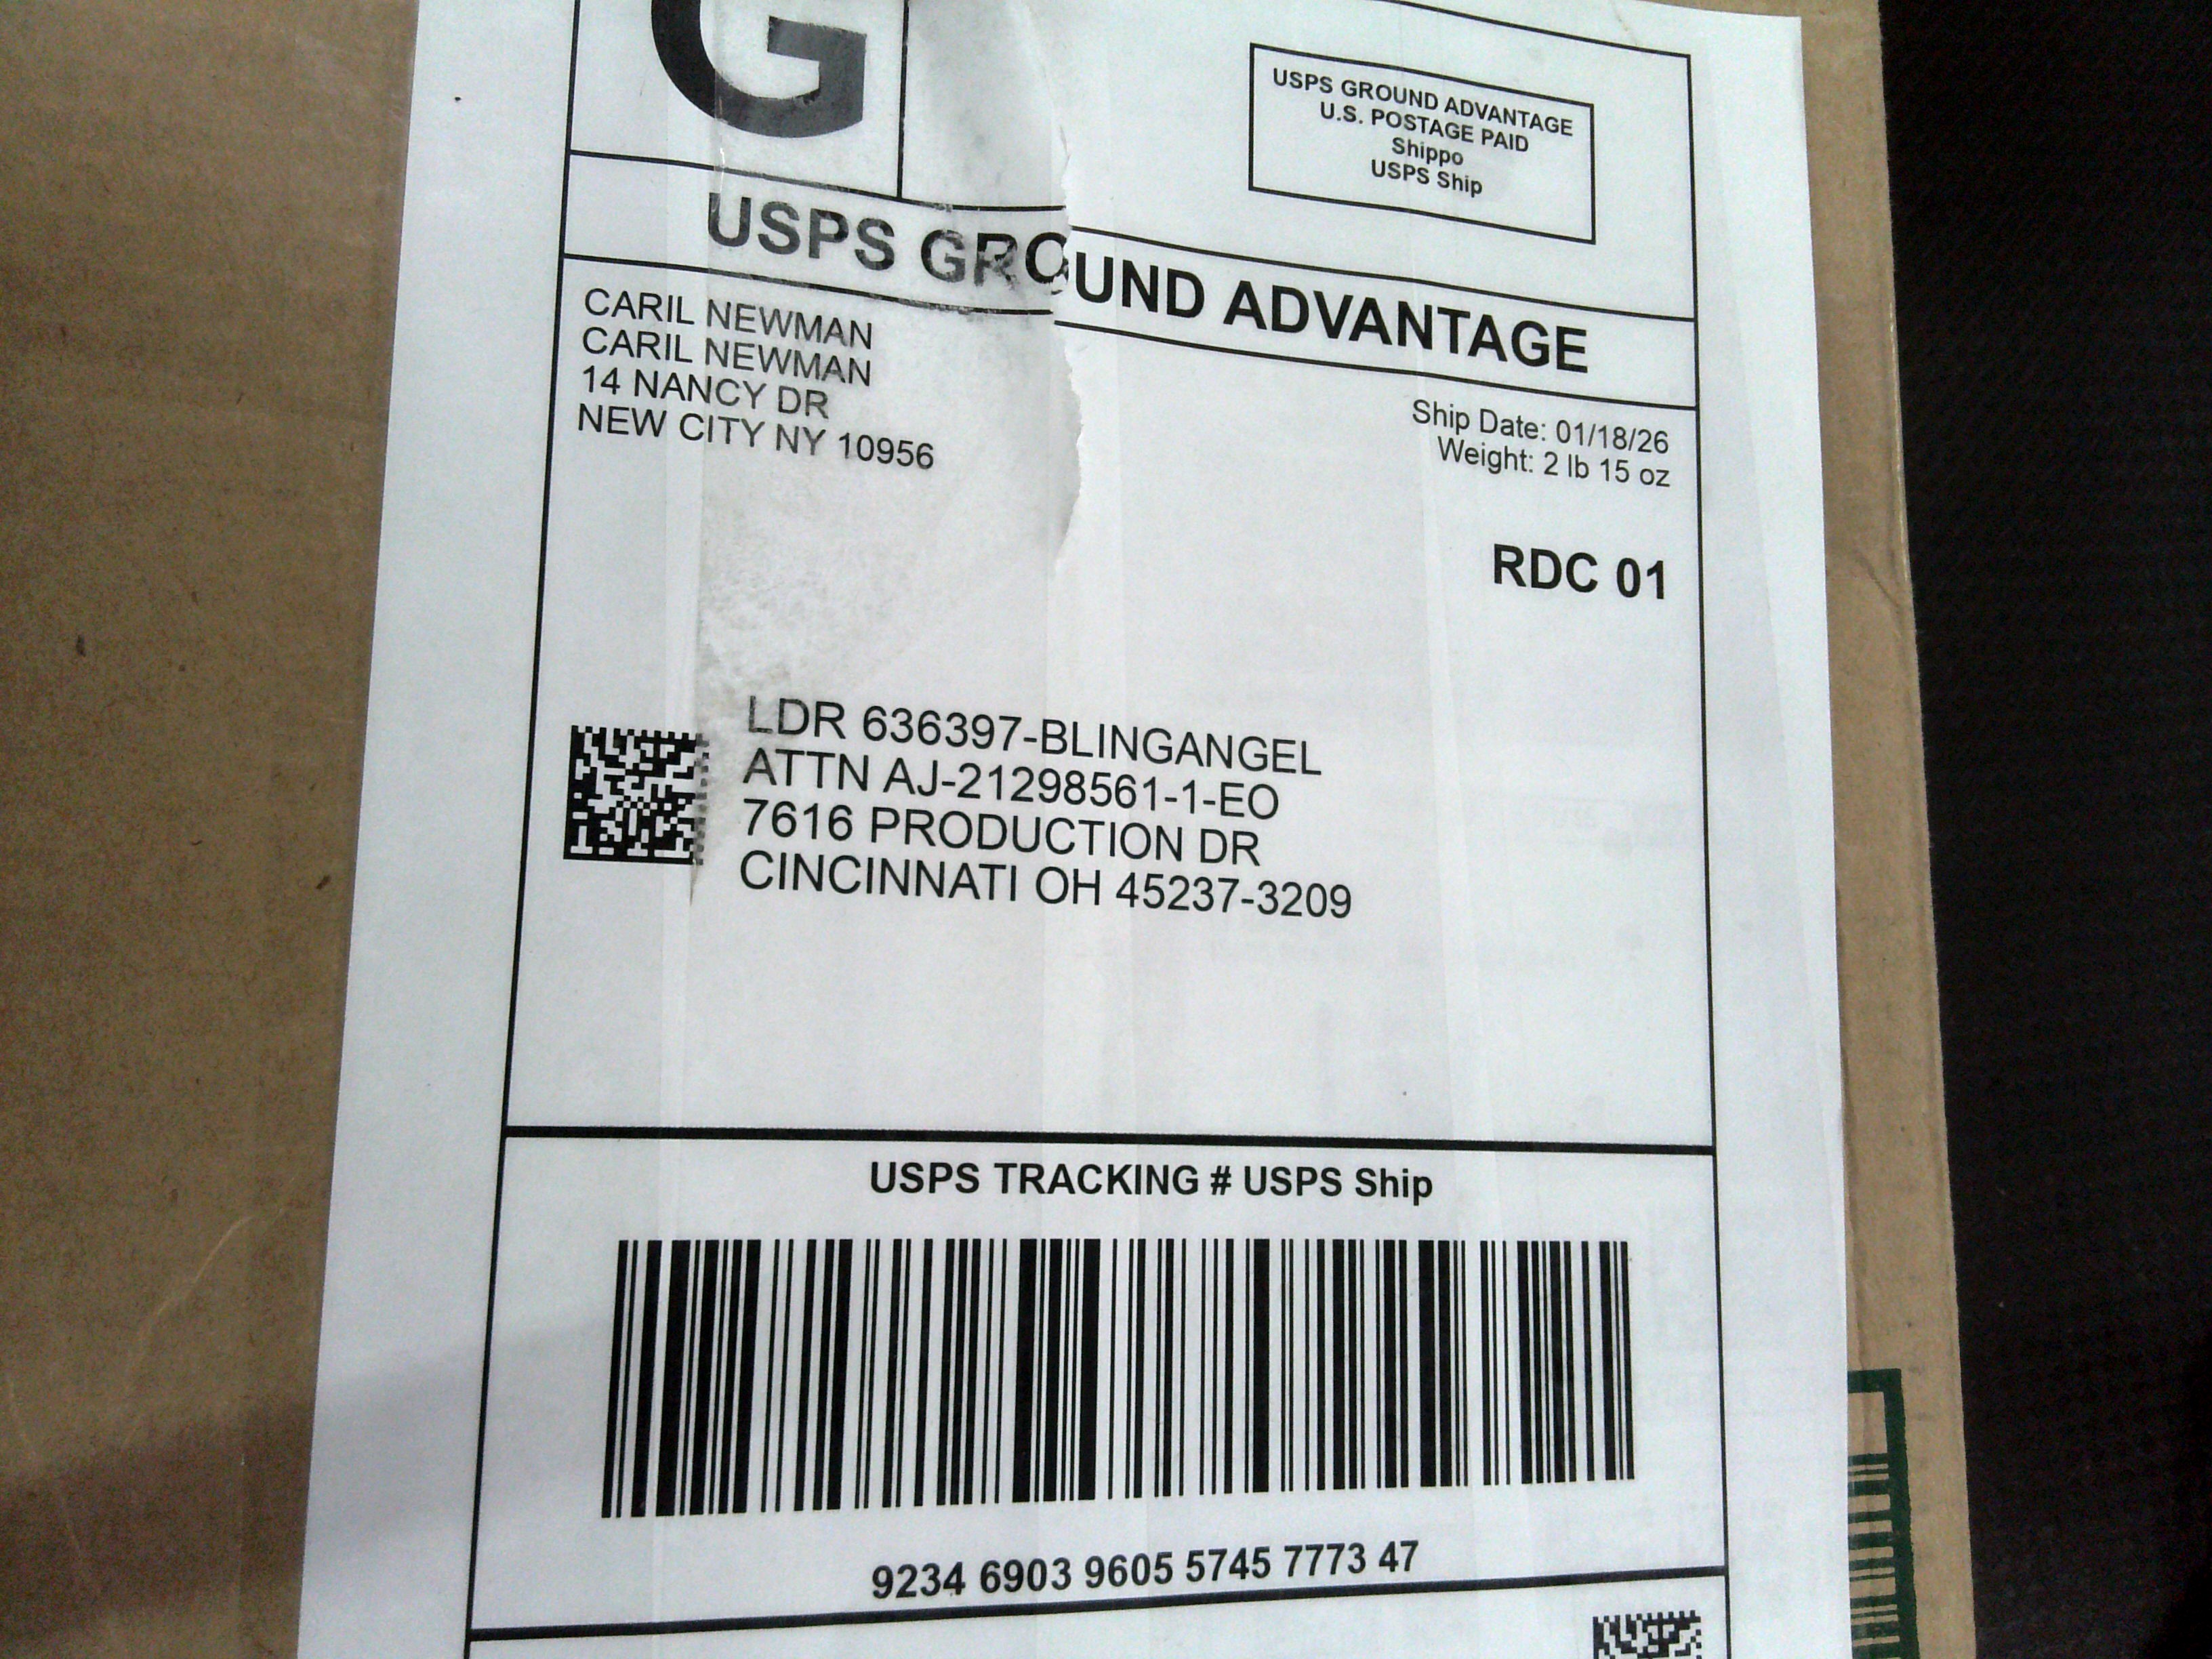 G
USPS GROUND ADVANTAGE
U.S. POSTAGE PAID
Shippo
USPS Ship
USPS GROUND ADVANTAGE
CARIL NEWMAN
CARIL NEWMAN
14 NANCY DR
NEW CITY NY 10956
Ship Date: 01/18/26
Weight: 2 lb 15 oz
RDC 01
LDR 636397-BLINGANGEL
ATTN AJ-21298561-1-EO
7616 PRODUCTION DR
CINCINNATI OH 45237-3209
USPS TRACKING # USPS Ship
9234 6903 9605 5745 7773 47